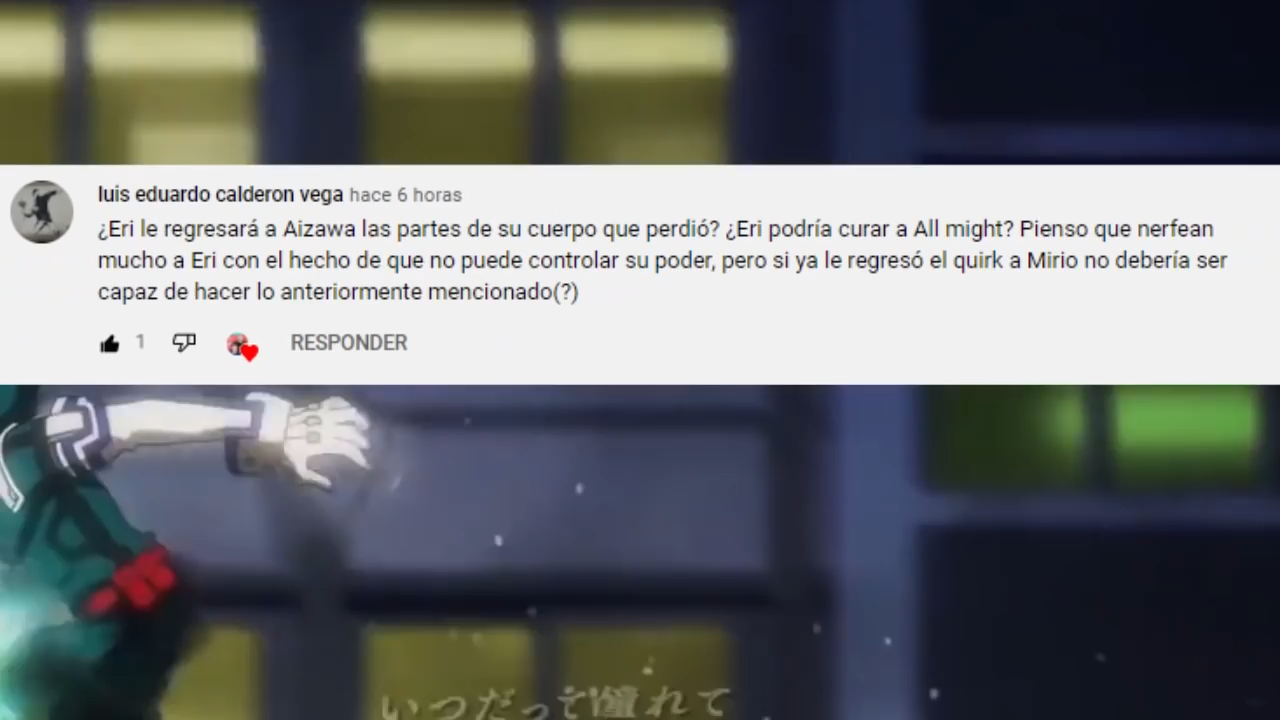 luis eduardo calderon vega hace 6 horas
¿Eri le regresará a Aizawa las partes de su cuerpo que perdió? ¿Eri podría curar a All might? Pienso que nerfean
mucho a Eri con el hecho de que no puede controlar su poder, pero si ya le regresó el quirk a Mirio no debería ser
capaz de hacer lo anteriormente mencionado(?)
1
RESPONDER
いつだって憧れて